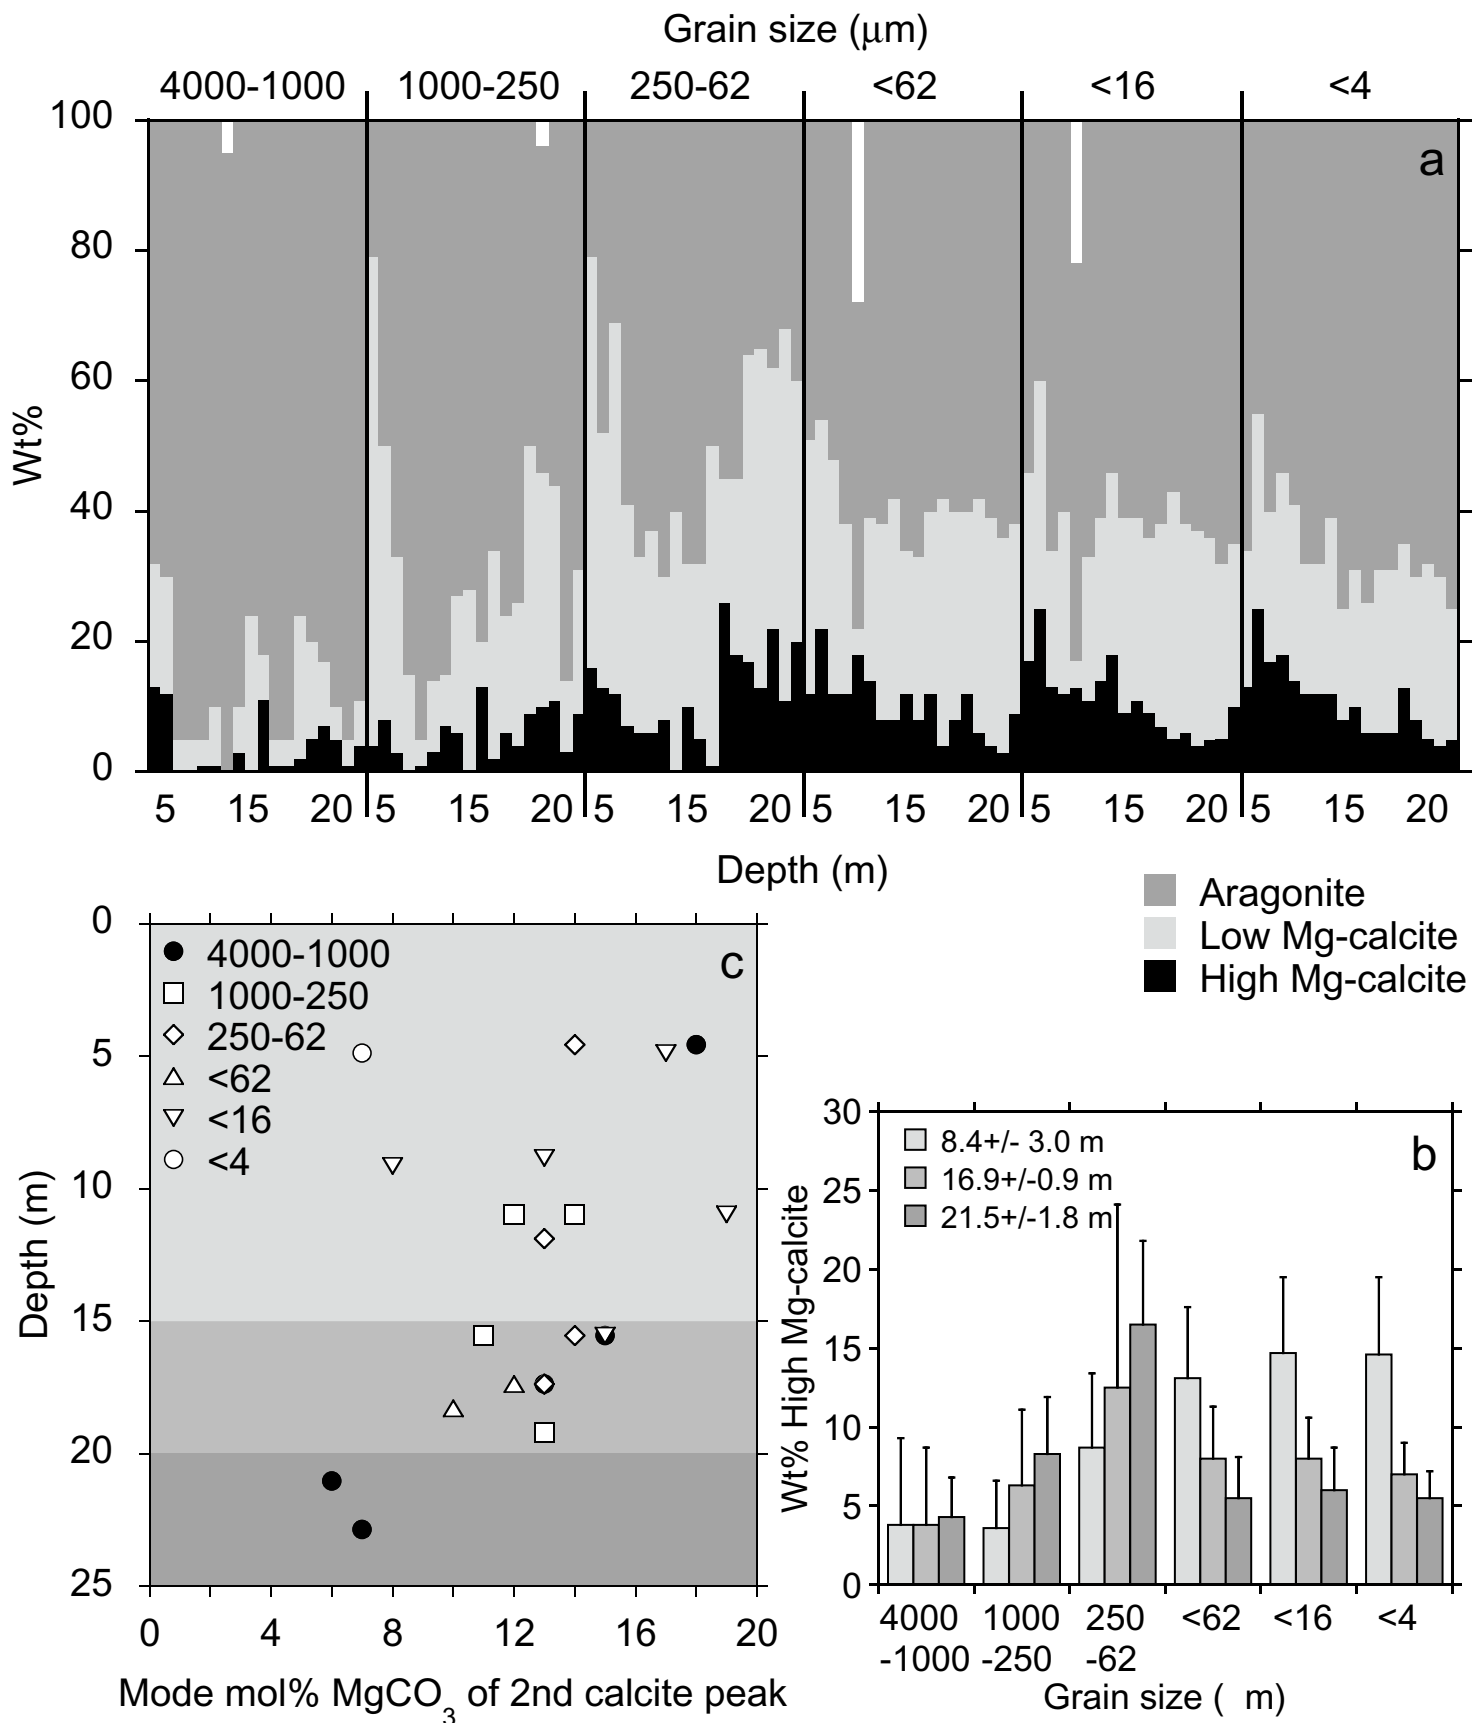 Grain size (μm)
4000-1000 1000-250 250-62 <62 <16 <4
100
80
60
40
20
0
Wt%
a
5 15 20 5 15 20 5 15 20 5 15 20 5 15 20 5 15 20
Depth (m)
Aragonite
Low Mg-calcite
High Mg-calcite
0
5
10
15
20
25
Depth (m)
4000-1000
1000-250
250-62
<62
<16
<4
c
0 4 8 12 16 20
Mode mol% MgCO3 of 2nd calcite peak
30
25
20
15
10
5
0
Wt% High Mg-calcite
8.4+/- 3.0 m
16.9+/-0.9 m
21.5+/-1.8 m
b
4000 1000 250 <62 <16 <4
-1000 -250 -62
Grain size ( m)